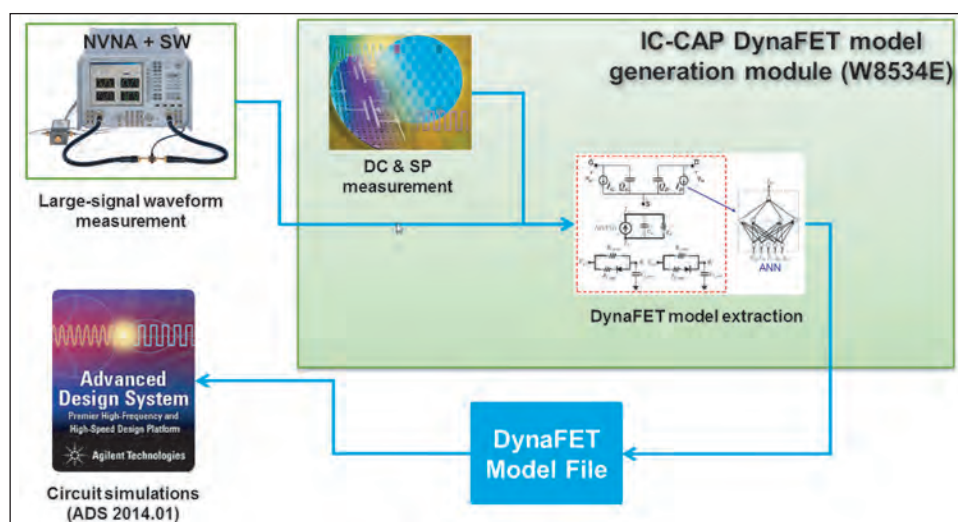 NVNA + SW
Large-signal waveform
measurement
IC-CAP DynaFET model
generation module (W8534E)
DC & SP
measurement
ANN
DynaFET model extraction
Advanced
Design System
Premier High-Frequency and
High-Speed Design Platform
Agilent Technologies
Circuit simulations
(ADS 2014.01)
DynaFET
Model File